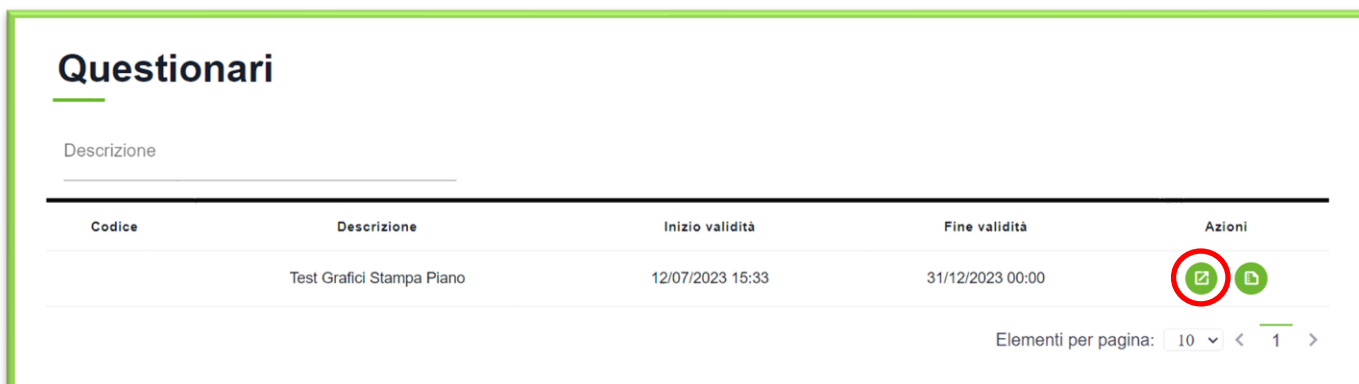 Questionari
Descrizione
Codice Descrizione Inizio validità Fine validità Azioni
Test Grafici Stampa Piano 12/07/2023 15:33 31/12/2023 00:00
Elementi per pagina: 10 1